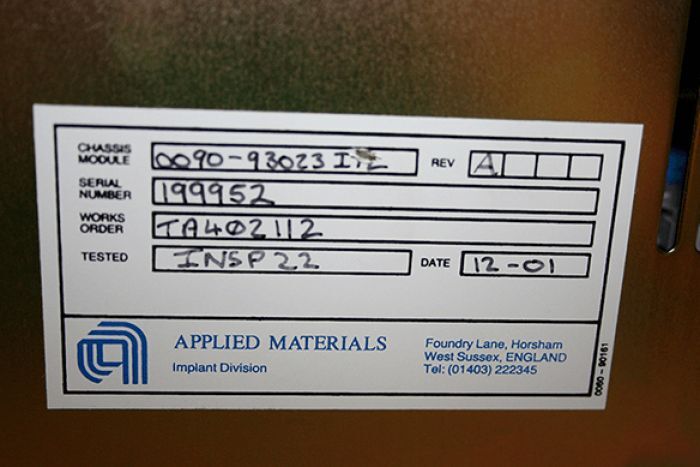 CHASSIS MODULE 0090-93023 REV A
SERIAL NUMBER 199952
WORKS ORDER TA402112
TESTED INSP 22 DATE 12-01
APPLIED MATERIALS
Implant Division
Foundry Lane, Horsham
West Sussex, ENGLAND
Tel: (01403) 222345
0060 - 90161